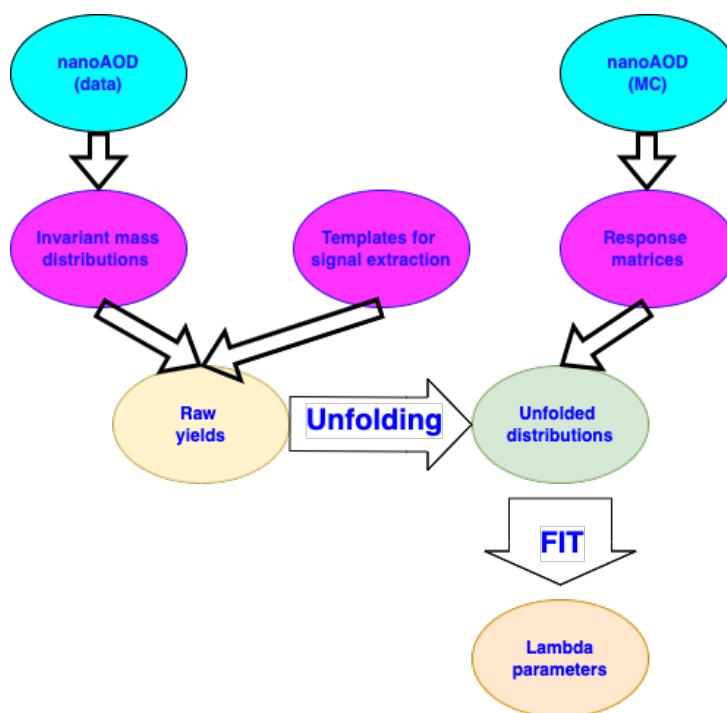 nanoAOD
(data)
nanoAOD
(MC)
Invariant mass
distributions
Templates for
signal extraction
Response
matrices
Raw
yields
Unfolding
Unfolded
distributions
FIT
Lambda
parameters